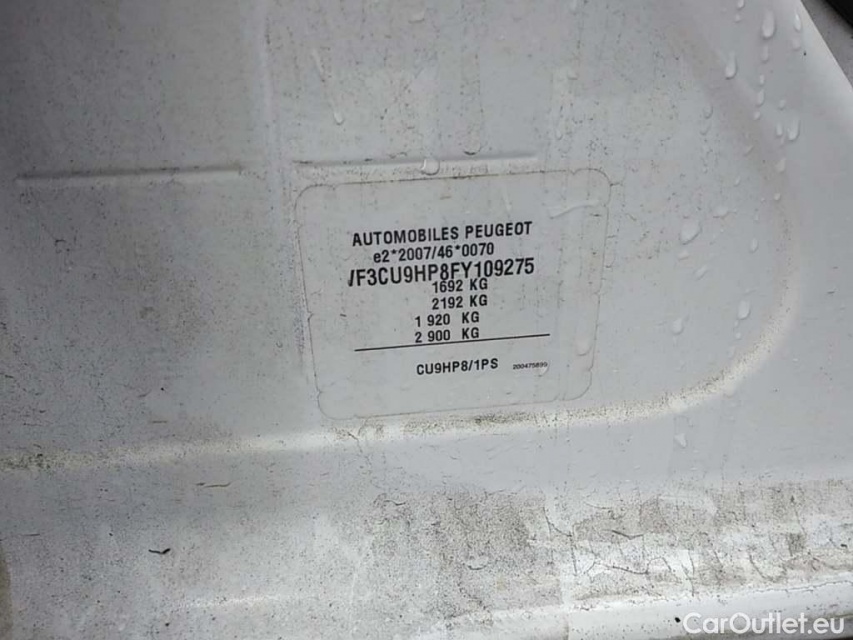 AUTOMOBILES PEUGEOT
e2*2007/46*0070
VF3CU9HP8FY109275
1692 KG
2192 KG
1 920 KG
2 900 KG
CU9HP8/1PS 200475899
CarOutlet.eu